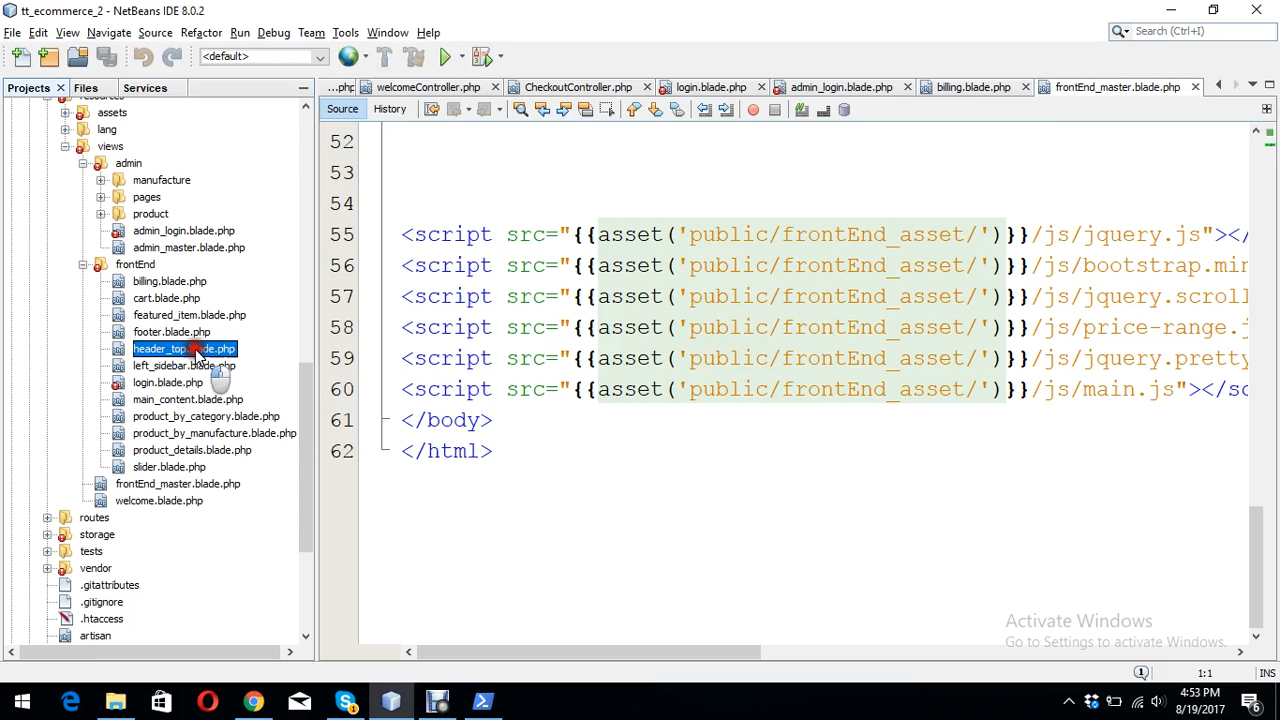 tt_ecommerce_2 - NetBeans IDE 8.0.2
File Edit View Navigate Source Refactor Run Debug Team Tools Window Help
Search (Ctrl+I)
<default>
Projects Files Services
...php welcomeController.php CheckoutController.php login.blade.php admin_login.blade.php billing.blade.php frontEnd_master.blade.php
Source History
resources
assets
lang
views
admin
manufacture
pages
product
admin_login.blade.php
admin_master.blade.php
frontEnd
billing.blade.php
cart.blade.php
featured_item.blade.php
footer.blade.php
header_top.blade.php
left_sidebar.blade.php
login.blade.php
main_content.blade.php
product_by_category.blade.php
product_by_manufacture.blade.php
product_details.blade.php
slider.blade.php
frontEnd_master.blade.php
welcome.blade.php
routes
storage
tests
vendor
.gitattributes
.gitignore
.htaccess
artisan
52
53
54
55 <script src="{{asset('public/frontEnd_asset/')}}/js/jquery.js"></
56 <script src="{{asset('public/frontEnd_asset/')}}/js/bootstrap.min
57 <script src="{{asset('public/frontEnd_asset/')}}/js/jquery.scroll
58 <script src="{{asset('public/frontEnd_asset/')}}/js/price-range.j
59 <script src="{{asset('public/frontEnd_asset/')}}/js/jquery.pretty
60 <script src="{{asset('public/frontEnd_asset/')}}/js/main.js"></sc
61 </body>
62 </html>
Activate Windows
Go to Settings to activate Windows.
1:1 INS
4:53 PM
8/19/2017
6